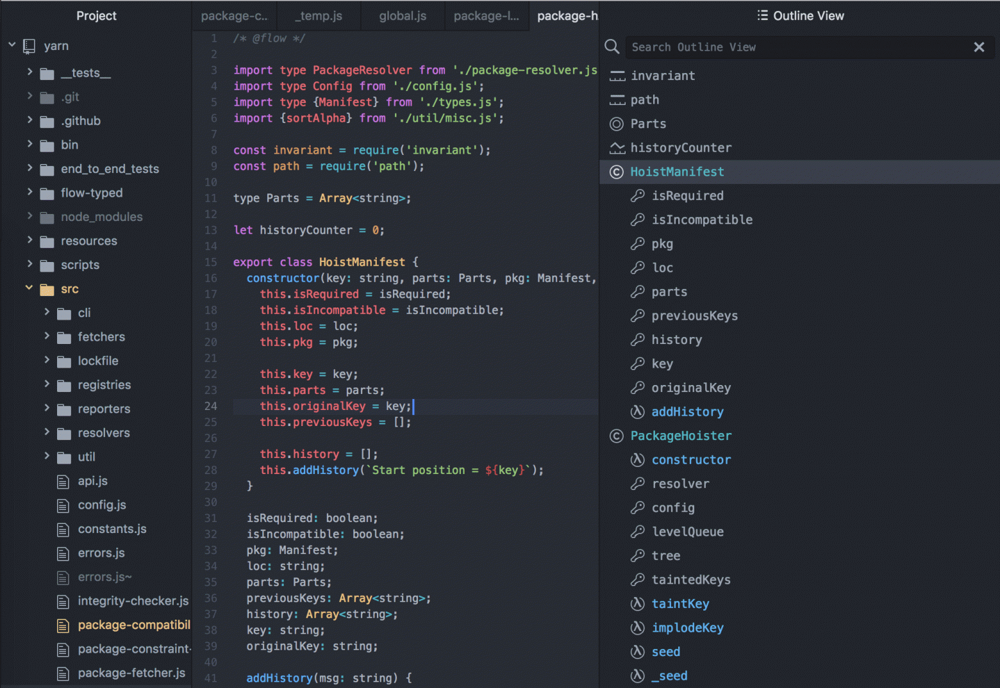 Project
yarn
__tests__
.git
.github
bin
end_to_end_tests
flow-typed
node_modules
resources
scripts
src
cli
fetchers
lockfile
registries
reporters
resolvers
util
api.js
config.js
constants.js
errors.js
errors.js~
integrity-checker.js
package-compatibil
package-constraint-
package-fetcher.js
package-c..
_temp.js
global.js
package-l...
package-h.
1 /* @flow */
2
3 import type PackageResolver from './package-resolver.js
4 import type Config from './config.js';
5 import type {Manifest} from './types.js';
6 import {sortAlpha} from './util/misc.js';
7
8 const invariant = require('invariant');
9 const path = require('path');
10
11 type Parts = Array<string>;
12
13 let historyCounter = 0;
14
15 export class HoistManifest {
16 constructor(key: string, parts: Parts, pkg: Manifest,
17 this.isRequired = isRequired;
18 this.isIncompatible = isIncompatible;
19 this.loc = loc;
20 this.pkg = pkg;
21
22 this.key = key;
23 this.parts = parts;
24 this.originalKey = key;
25 this.previousKeys = [];
26
27 this.history = [];
28 this.addHistory(`Start position = ${key}`);
29 }
30
31 isRequired: boolean;
32 isIncompatible: boolean;
33 pkg: Manifest;
34 loc: string;
35 parts: Parts;
36 previousKeys: Array<string>;
37 history: Array<string>;
38 key: string;
39 originalKey: string;
40
41 addHistory(msg: string) {
Outline View
Search Outline View
invariant
path
Parts
historyCounter
HoistManifest
isRequired
isIncompatible
pkg
loc
parts
previousKeys
history
key
originalKey
addHistory
PackageHoister
constructor
resolver
config
levelQueue
tree
taintedKeys
taintKey
implodeKey
seed
_seed